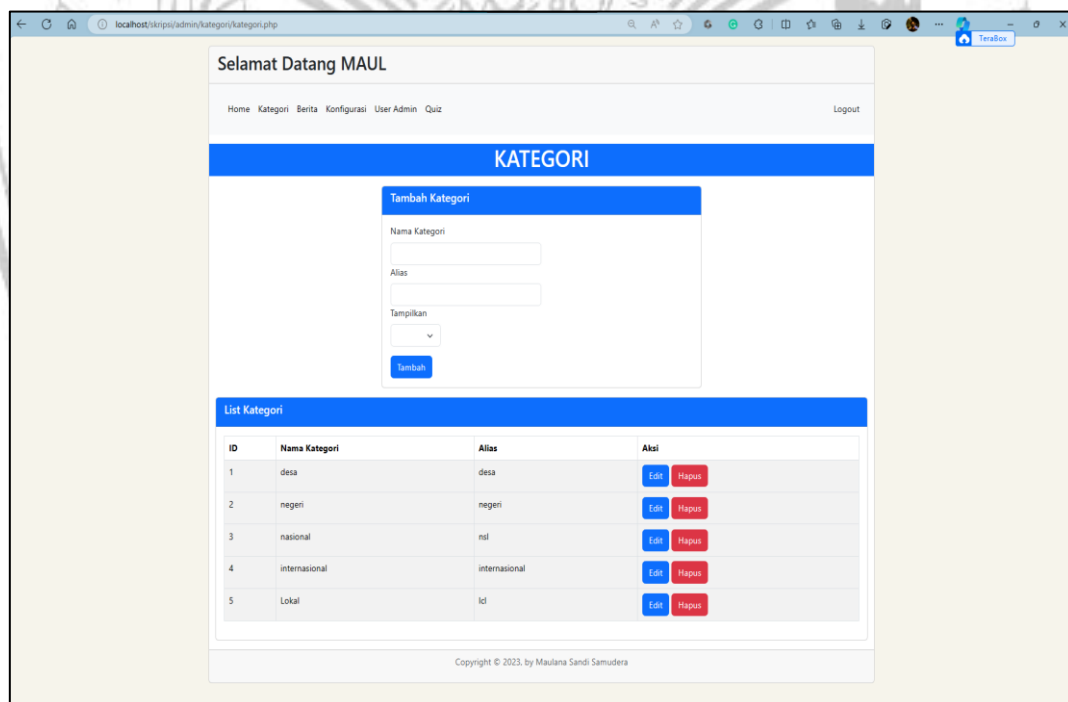 localhost/skripsi/admin/kategori/kategori.php
TeraBox
Selamat Datang MAUL
Home Kategori Berita Konfigurasi User Admin Quiz Logout
KATEGORI
Tambah Kategori
Nama Kategori
Alias
Tampilkan
Tambah
List Kategori
ID Nama Kategori Alias Aksi
1 desa desa Edit Hapus
2 negeri negeri Edit Hapus
3 nasional nsl Edit Hapus
4 internasional internasional Edit Hapus
5 Lokal lcl Edit Hapus
Copyright © 2023, by Maulana Sandi Samudera